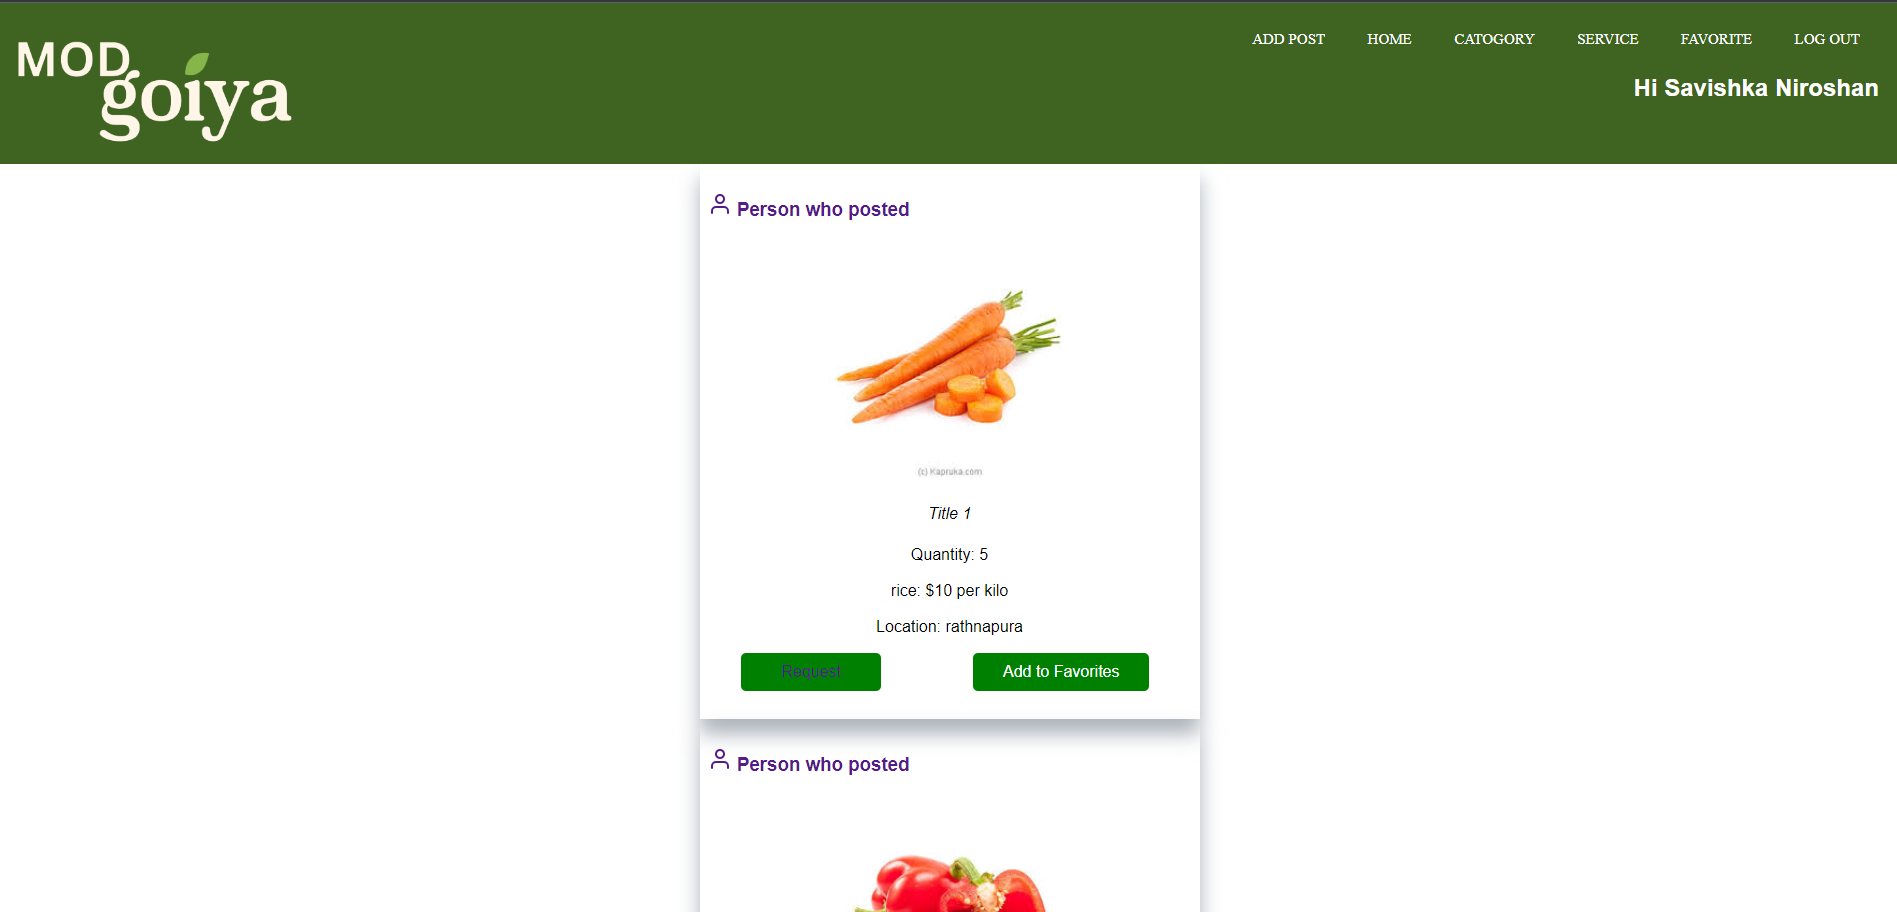 MOD
goiya
ADD POST HOME CATOGORY SERVICE FAVORITE LOG OUT
Hi Savishka Niroshan
Person who posted
(c) Kapruka.com
Title 1
Quantity: 5
rice: $10 per kilo
Location: rathnapura
Request Add to Favorites
Person who posted